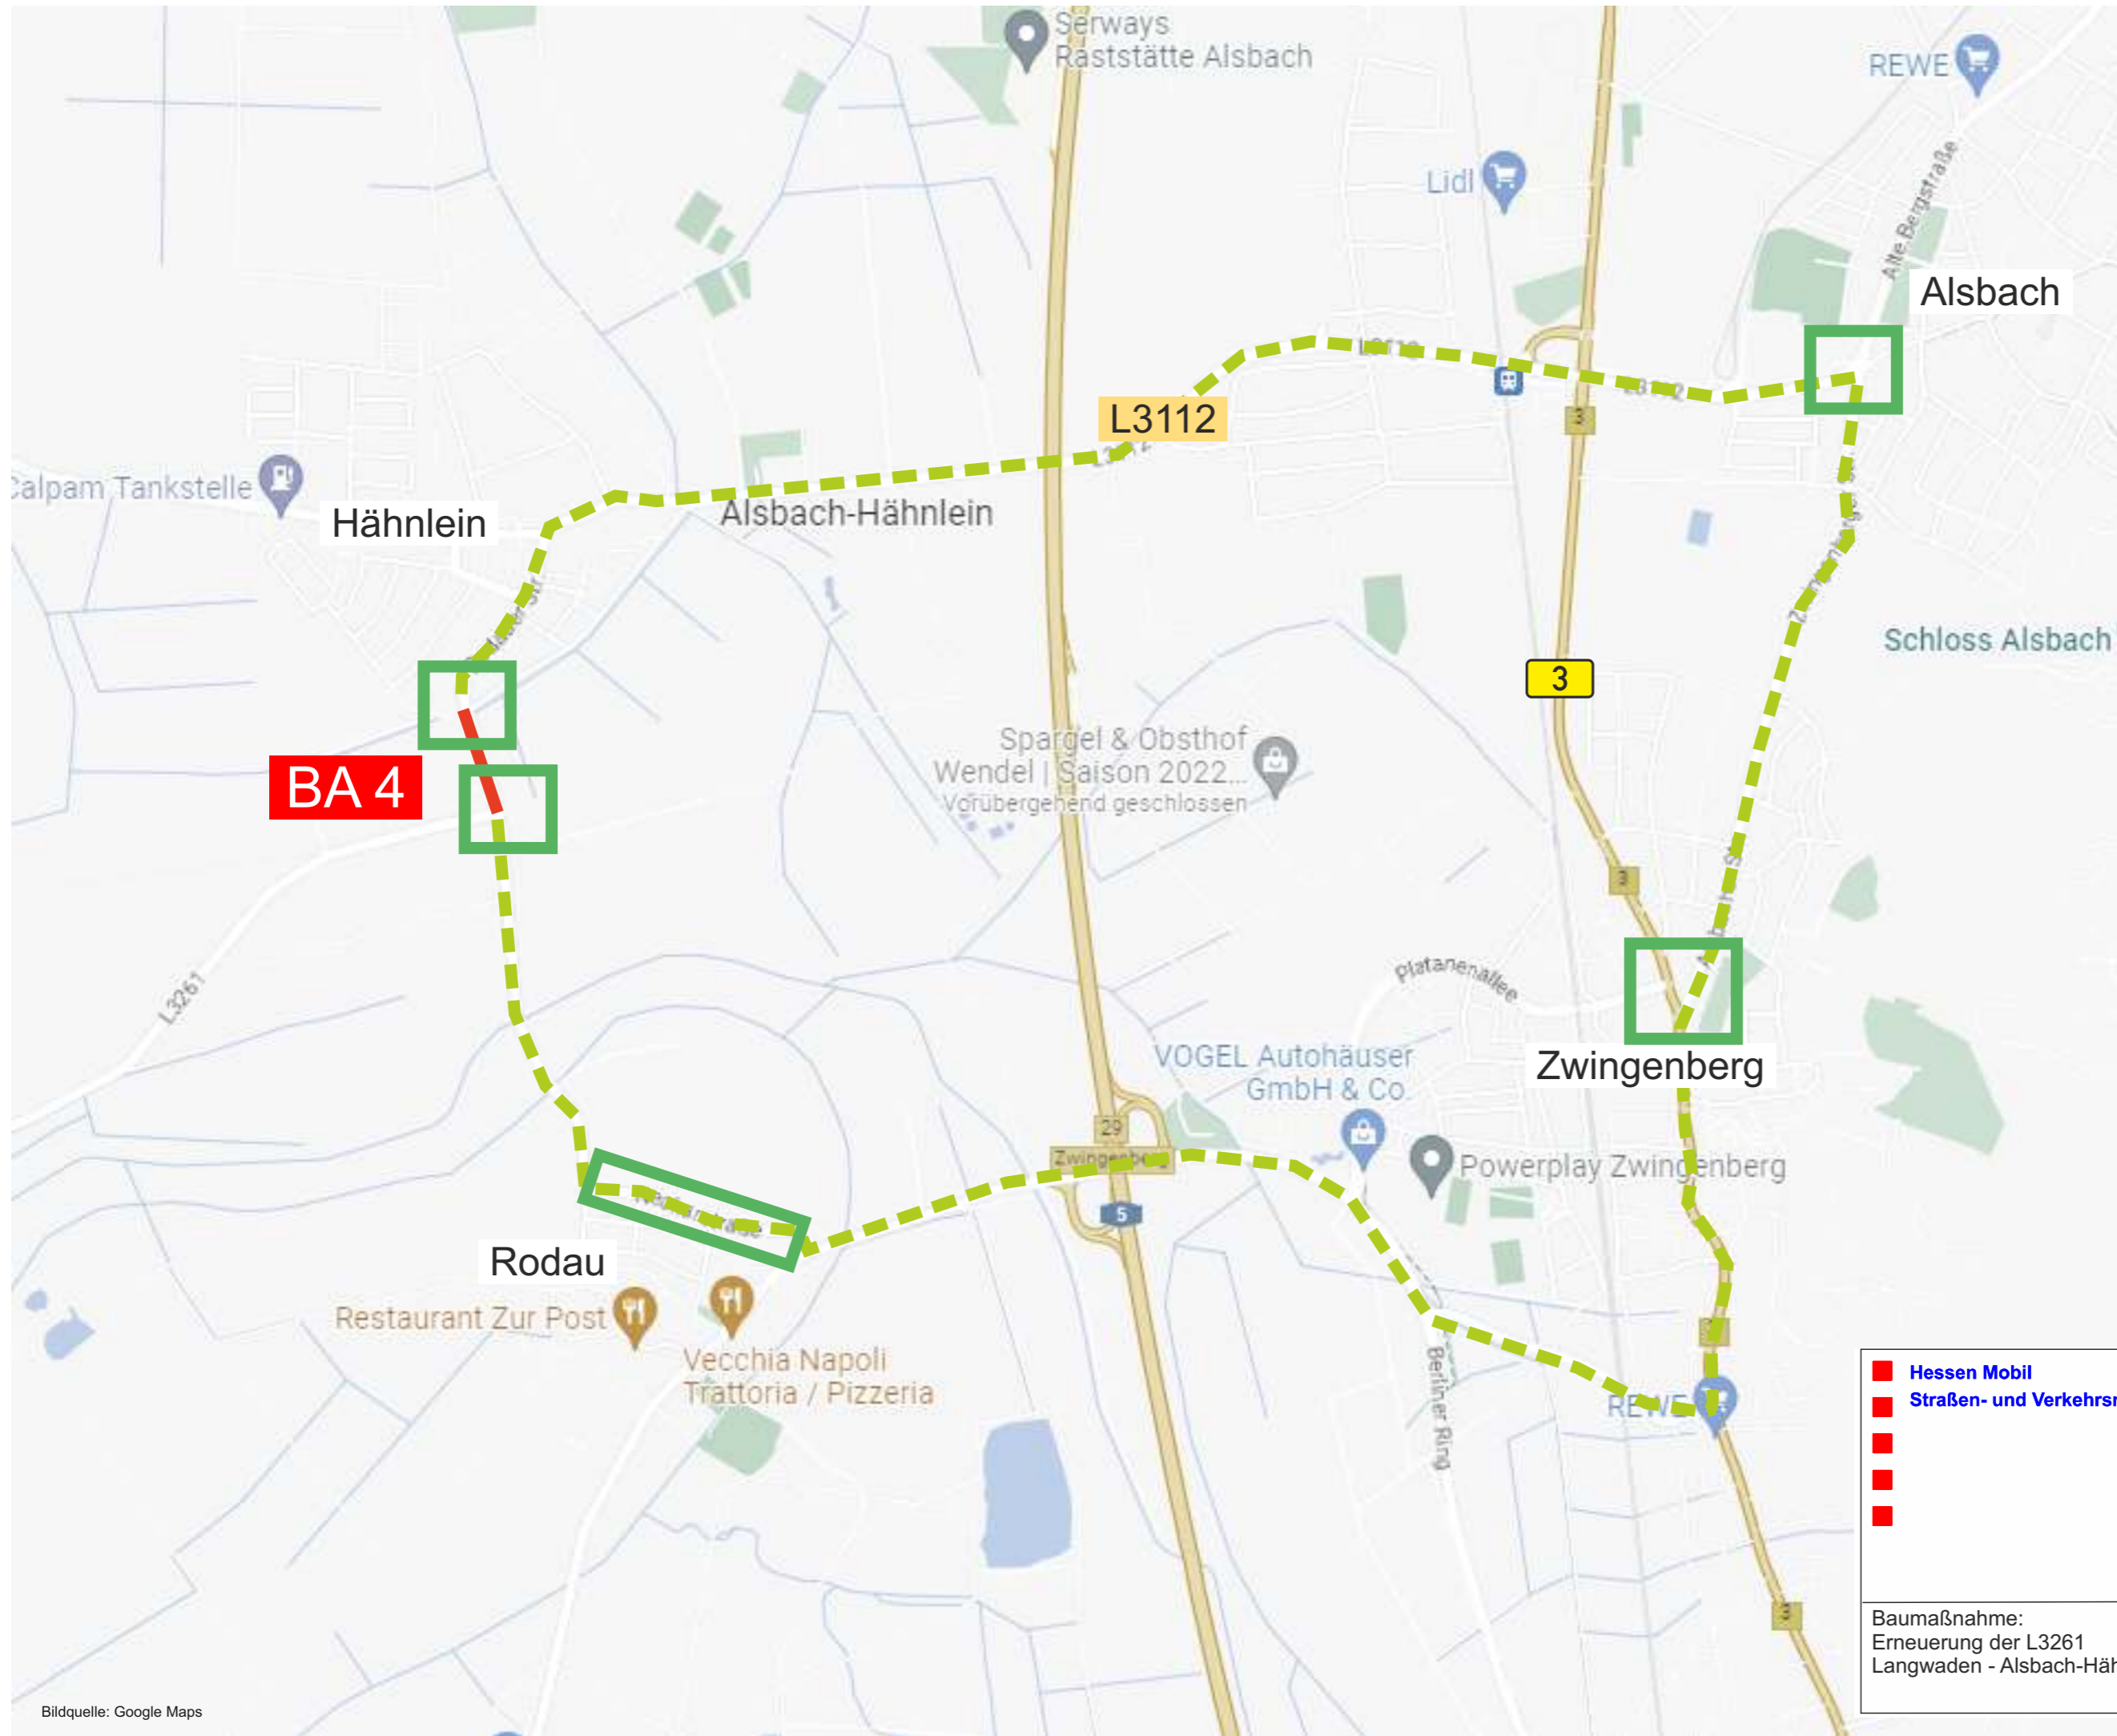 Serways
Raststätte Alsbach
REWE
Lidl
Alte Bergstraße
Alsbach
L3112
L3112
3
Calpam Tankstelle
Hähnlein
Alsbach-Hähnlein
Schloss Alsbach
3
Spargel & Obsthof
Wendel | Saison 2022...
Vorübergehend geschlossen
BA 4
3
Platanenallee
L3261
VOGEL Autohäuser
GmbH & Co.
Zwingenberg
29
Zwingenberg
Powerplay Zwingenberg
5
Rodau
Restaurant Zur Post
Vecchia Napoli
Trattoria / Pizzeria
Berliner Ring
REWE
Hessen Mobil
Straßen- und Verkehrs
3
Baumaßnahme:
Erneuerung der L3261
Langwaden - Alsbach-Häh
Bildquelle: Google Maps